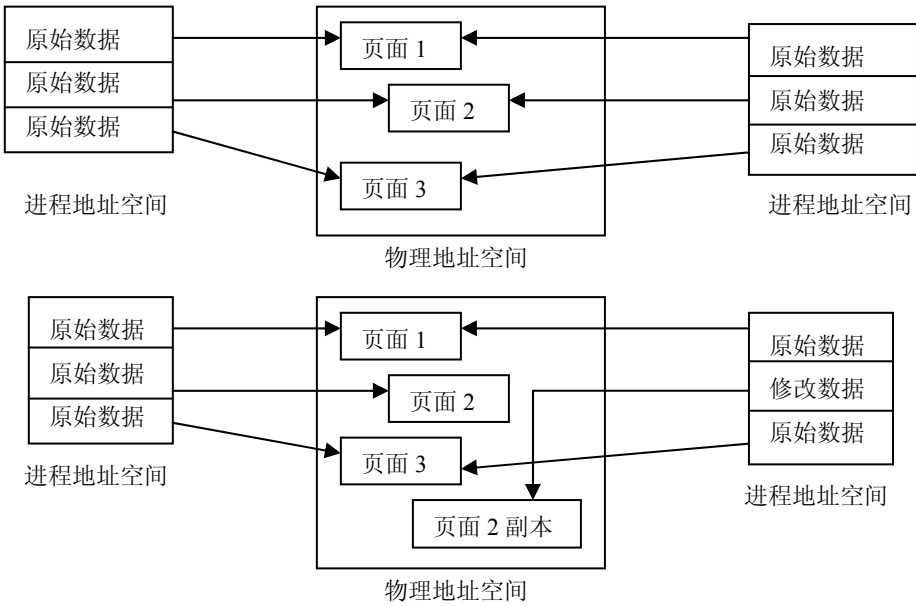 原始数据
原始数据
原始数据
进程地址空间
页面 1
页面 2
页面 3
物理地址空间
原始数据
原始数据
原始数据
进程地址空间
原始数据
原始数据
原始数据
进程地址空间
页面 1
页面 2
页面 3
页面 2 副本
物理地址空间
原始数据
修改数据
原始数据
进程地址空间